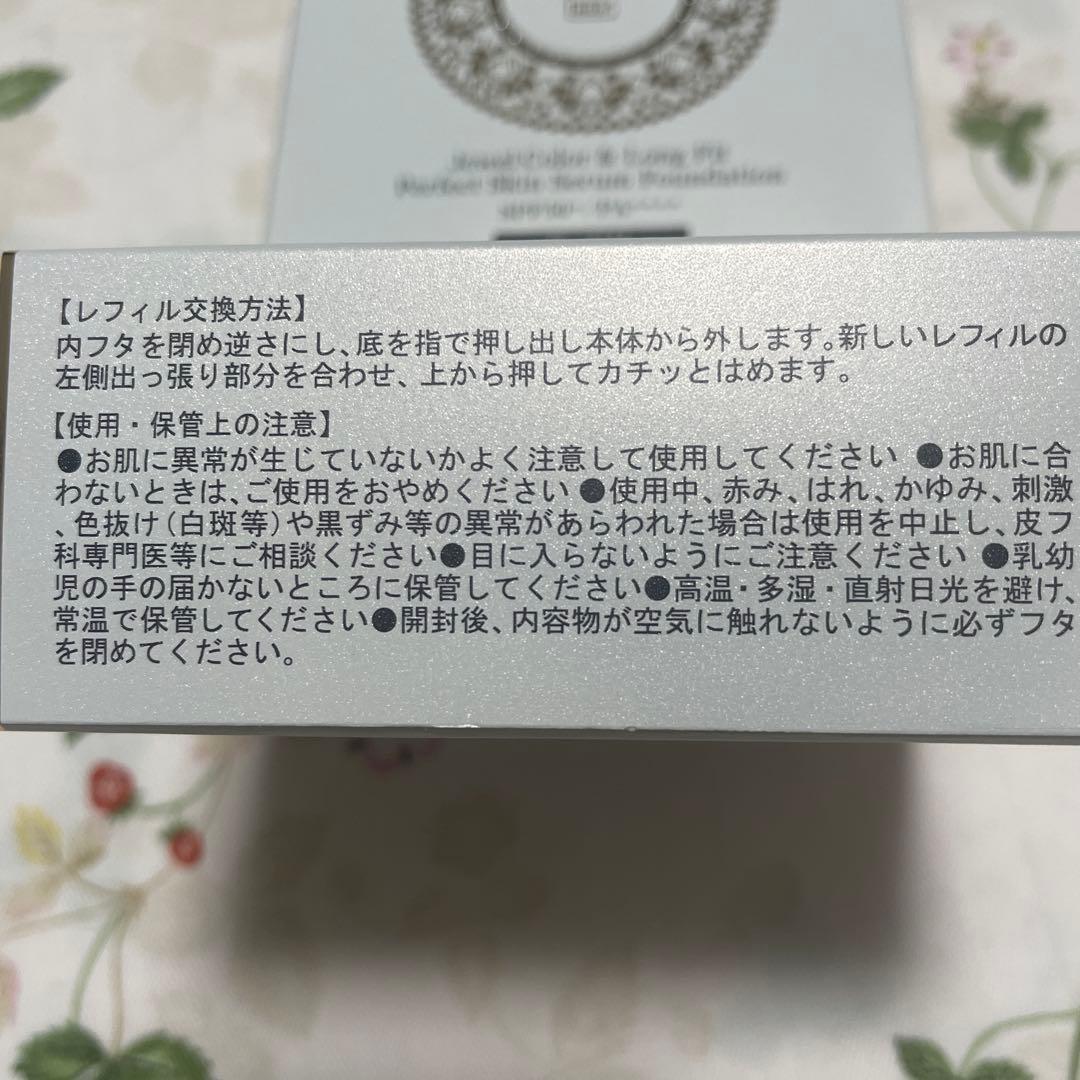 Jewel Color & Long Fit
Perfect Skin Serum Foundation
【レフィル交換方法】
内フタを閉め逆さにし、底を指で押し出し本体から外します。新しいレフィルの
左側出っ張り部分を合わせ、上から押してカチッとはめます。
【使用・保管上の注意】
●お肌に異常が生じていないかよく注意して使用してください ●お肌に合
わないときは、ご使用をおやめください ●使用中、赤み、はれ、かゆみ、刺激
、色抜け(白斑等)や黒ずみ等の異常があらわれた場合は使用を中止し、皮フ
科専門医等にご相談ください●目に入らないようにご注意ください ●乳幼
児の手の届かないところに保管してください●高温・多湿・直射日光を避け、
常温で保管してください●開封後、内容物が空気に触れないように必ずフタ
を閉めてください。